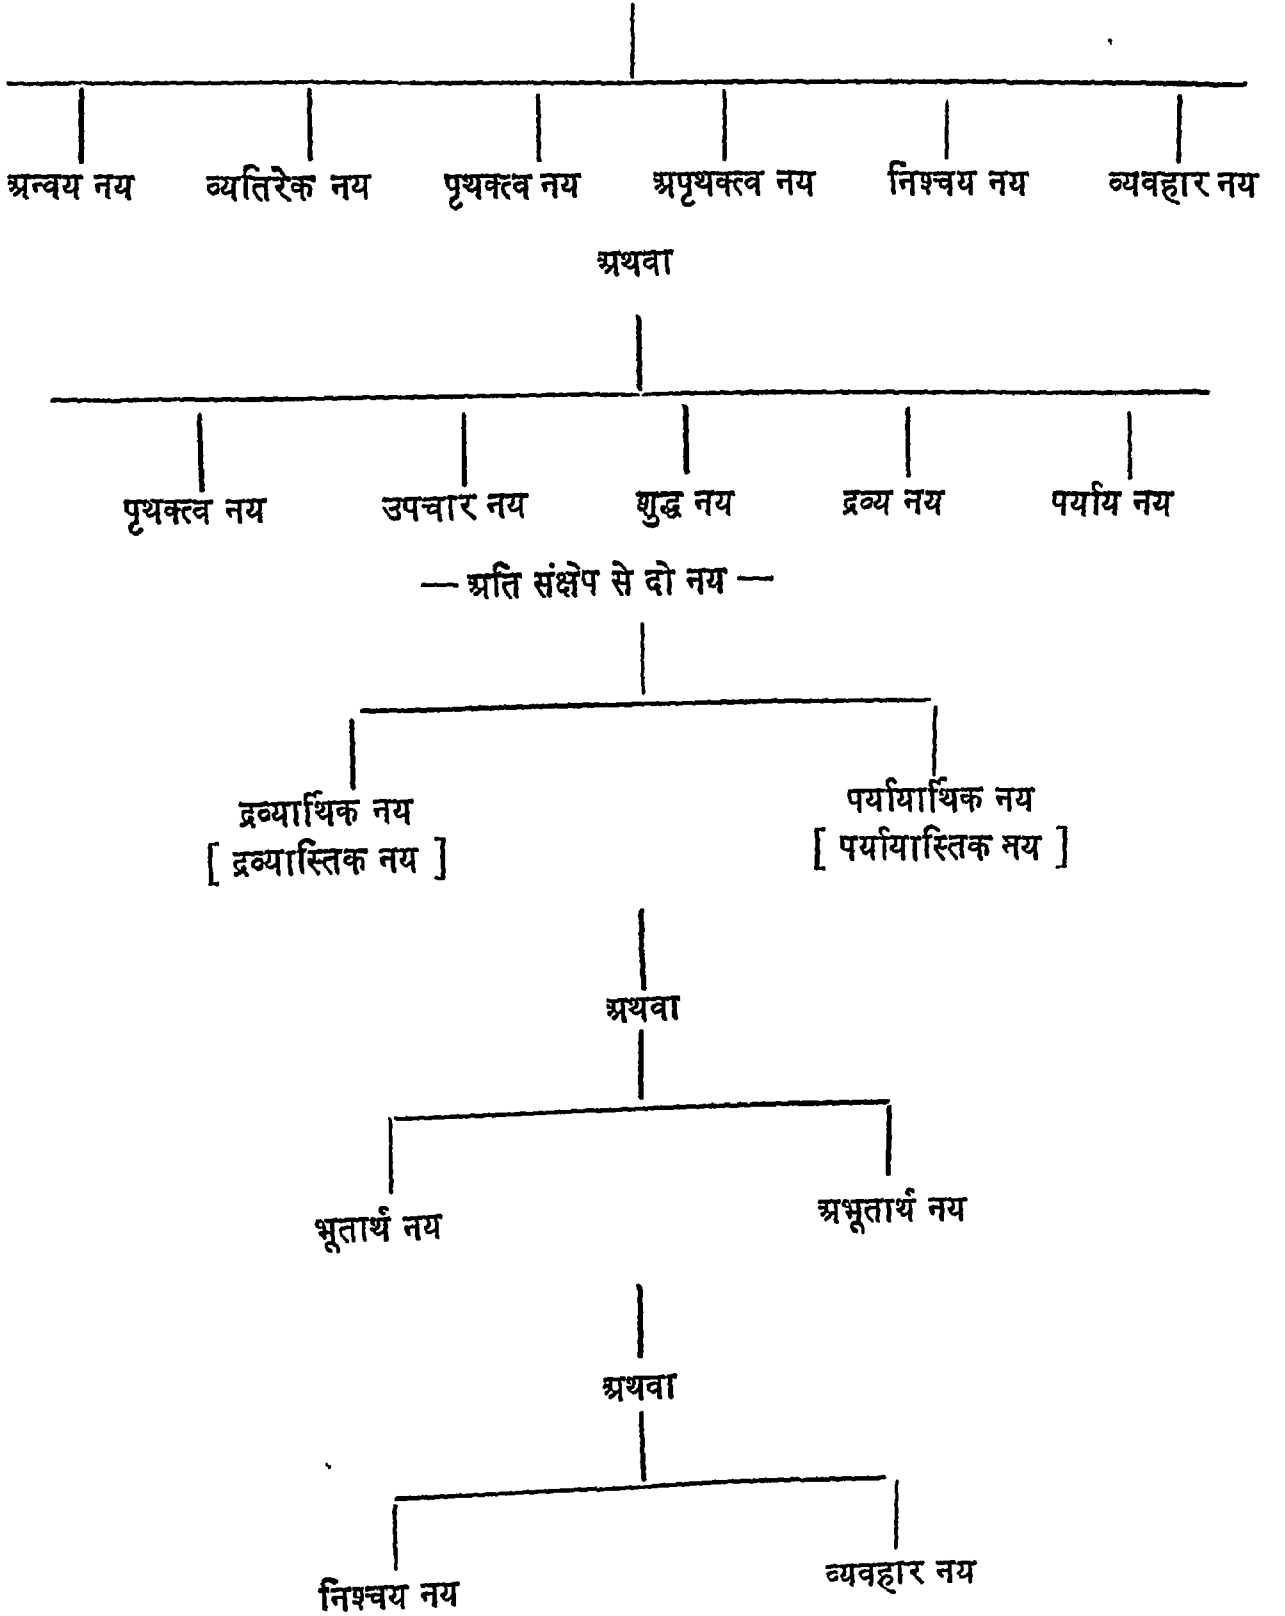 अन्वय नय व्यतिरेक नय पृथक्त्व नय अपृथक्त्व नय निश्चय नय व्यवहार नय
अथवा
पृथक्त्व नय उपचार नय शुद्ध नय द्रव्य नय पर्याय नय
— अति संक्षेप से दो नय —
द्रव्यार्थिक नय पर्यायार्थिक नय
[ द्रव्यास्तिक नय ] [ पर्यायास्तिक नय ]
अथवा
भूतार्थ नय अभूतार्थ नय
अथवा
निश्चय नय व्यवहार नय